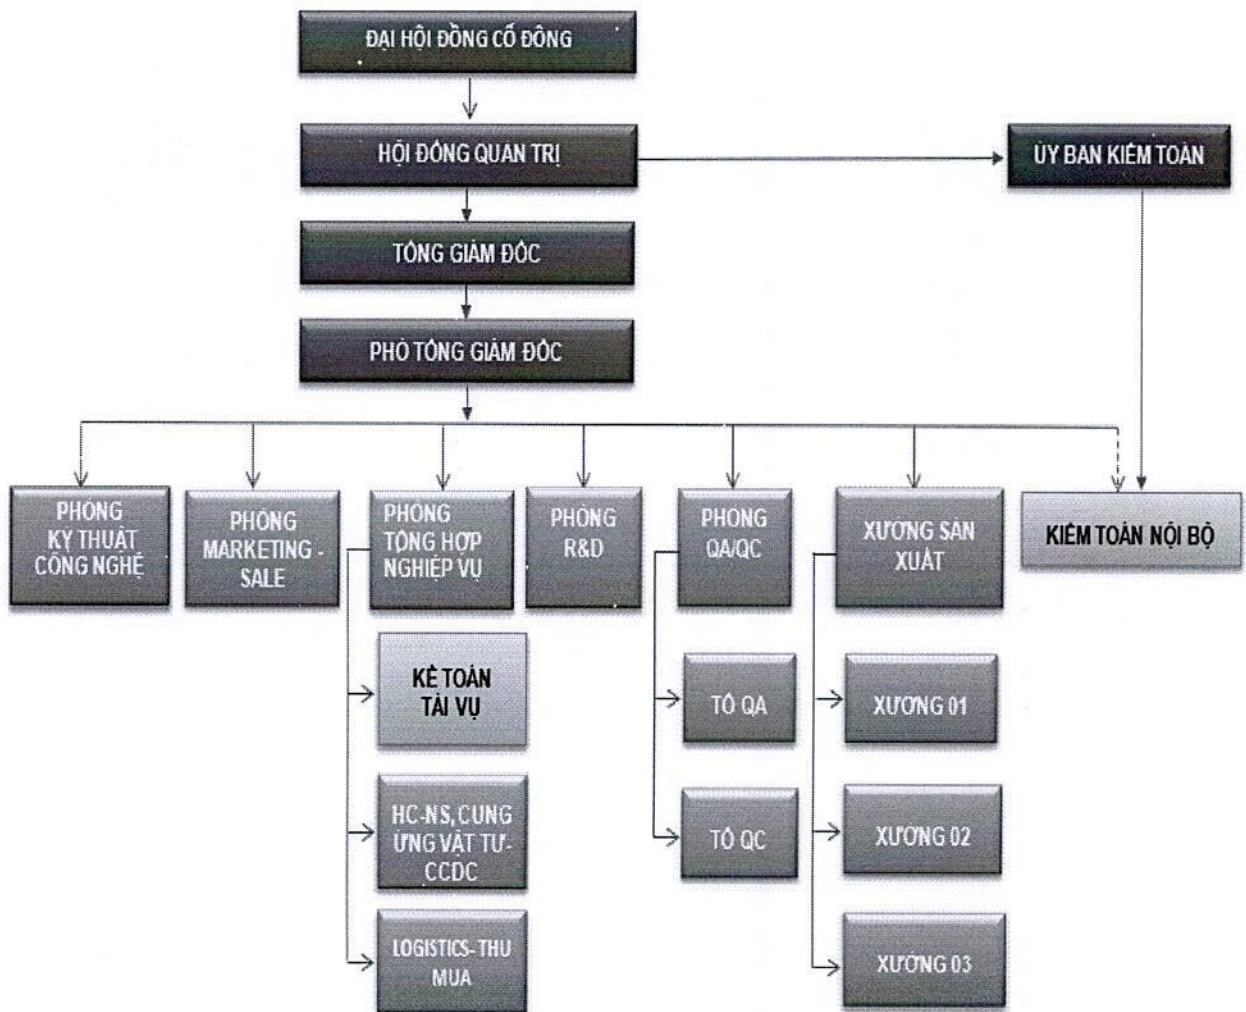 ĐẠI HỘI ĐỒNG CỔ ĐÔNG
HỘI ĐỒNG QUẢN TRỊ
ỦY BAN KIỂM TOÁN
TỔNG GIÁM ĐỐC
PHÓ TỔNG GIÁM ĐỐC
PHÒNG
KỸ THUẬT
CÔNG NGHỆ
PHÒNG
MARKETING -
SALE
PHÒNG
TỔNG HỢP
NGHIỆP VỤ
PHÒNG
R&D
PHÒNG
QA/QC
XƯỞNG SẢN
XUẤT
KIỂM TOÁN NỘI BỘ
KẾ TOÁN
TÀI VỤ
TỔ QA
XƯỞNG 01
HC-NS, CUNG
ỨNG VẬT TƯ-
CCDC
TỔ QC
XƯỞNG 02
LOGISTICS- THU
MUA
XƯỞNG 03